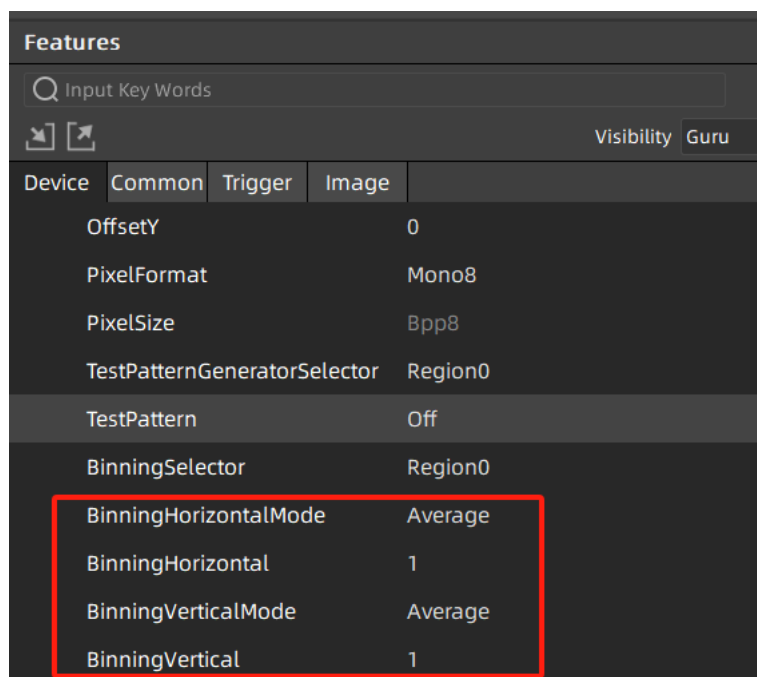 Features
Input Key Words
Visibility Guru
Device Common Trigger Image
OffsetY 0
PixelFormat Mono8
PixelSize Bpp8
TestPatternGeneratorSelector Region0
TestPattern Off
BinningSelector Region0
BinningHorizontalMode Average
BinningHorizontal 1
BinningVerticalMode Average
BinningVertical 1